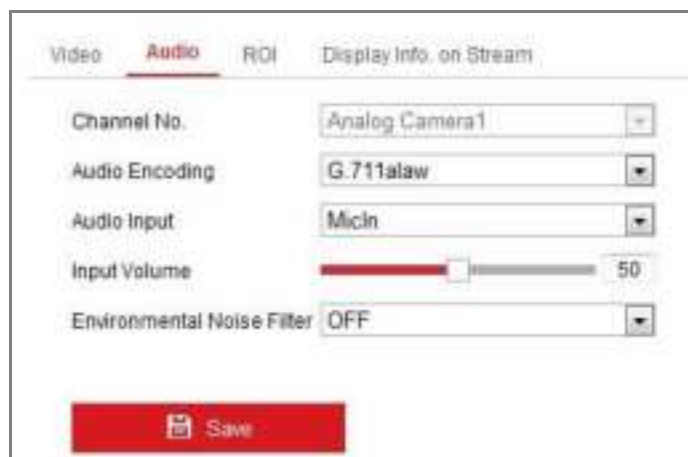 Video Audio ROI Display Info. on Stream
Channel No. Analog Camera1
Audio Encoding G.711alaw
Audio Input MicIn
Input Volume 50
Environmental Noise Filter OFF
Save